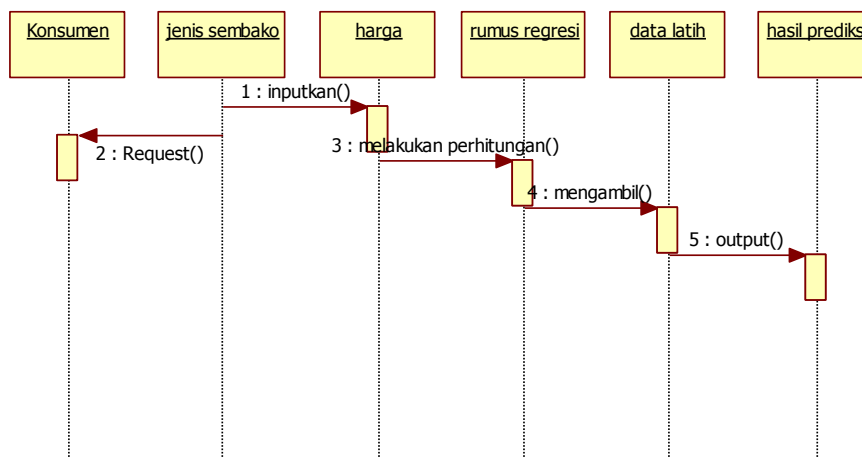 Konsumen
jenis sembako
harga
rumus regresi
data latih
hasil prediks
1 : inputkan()
2 : Request()
3 : melakukan perhitungan()
4 : mengambil()
5 : output()